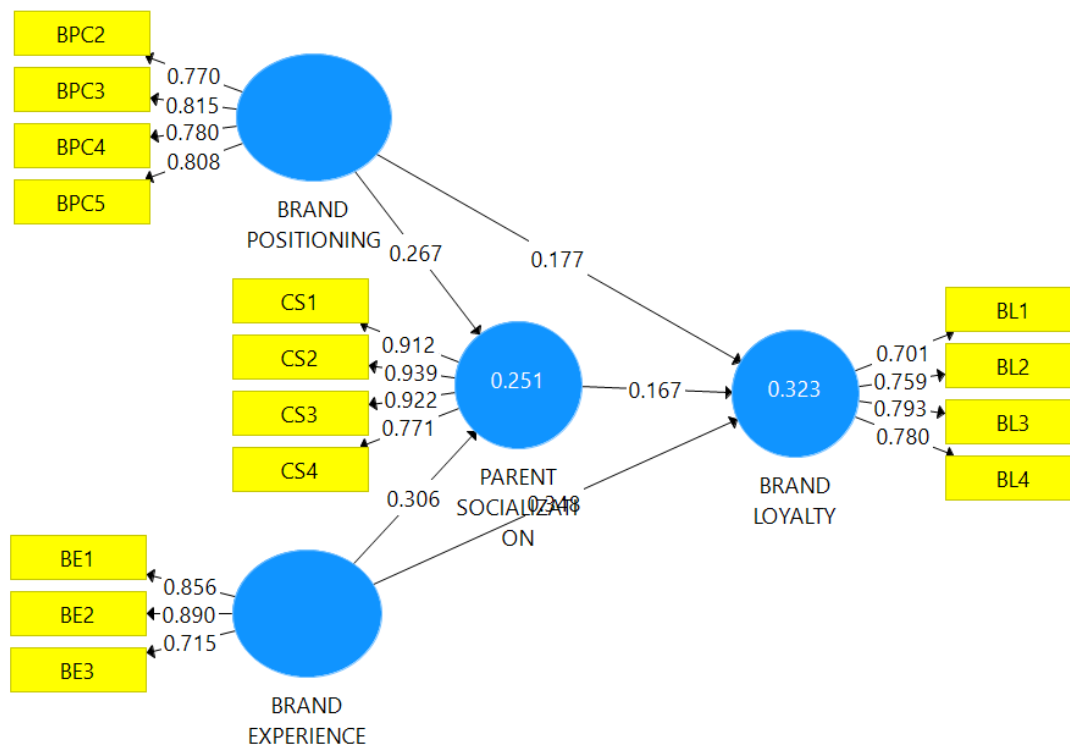 BPC2
BPC3
BPC4
BPC5
0.770
0.815
0.780
0.808
BRAND
POSITIONING
0.267
0.177
CS1
CS2
CS3
CS4
0.912
0.939
0.922
0.771
0.251
PARENT
SOCIALIZATI
ON
0.167
0.323
BRAND
LOYALTY
0.701
0.759
0.793
0.780
BL1
BL2
BL3
BL4
0.306
0.348
BE1
BE2
BE3
0.856
0.890
0.715
BRAND
EXPERIENCE